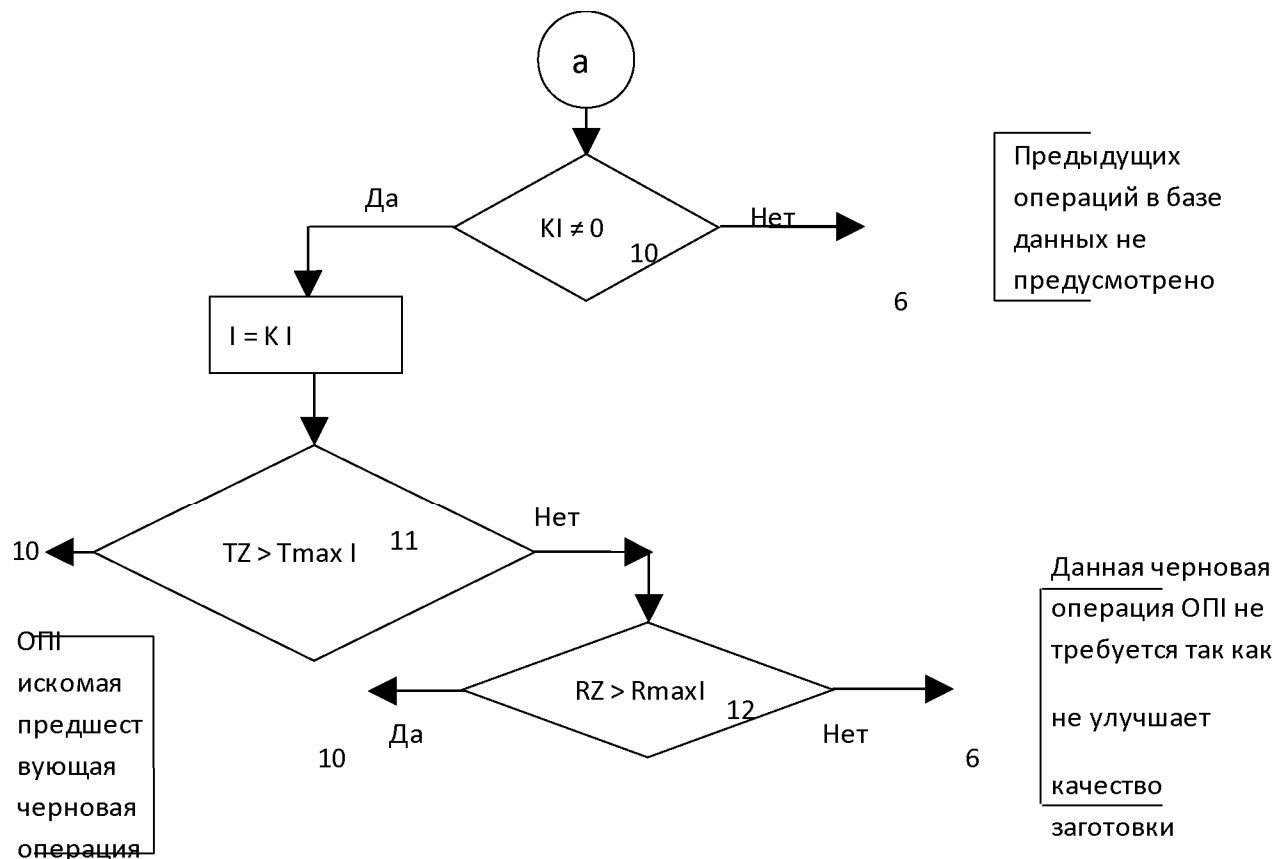 а
Да
KI ≠ 0
10
Нет
6
Предыдущих
операций в базе
данных не
предусмотрено
I = K I
10
TZ > Tmax I
11
Нет
ОПI
искомая
предшест
вующая
черновая
операция
RZ > RmaxI
12
Да
10
Нет
6
Данная черновая
операция ОПI не
требуется так как
не улучшает
качество
заготовки